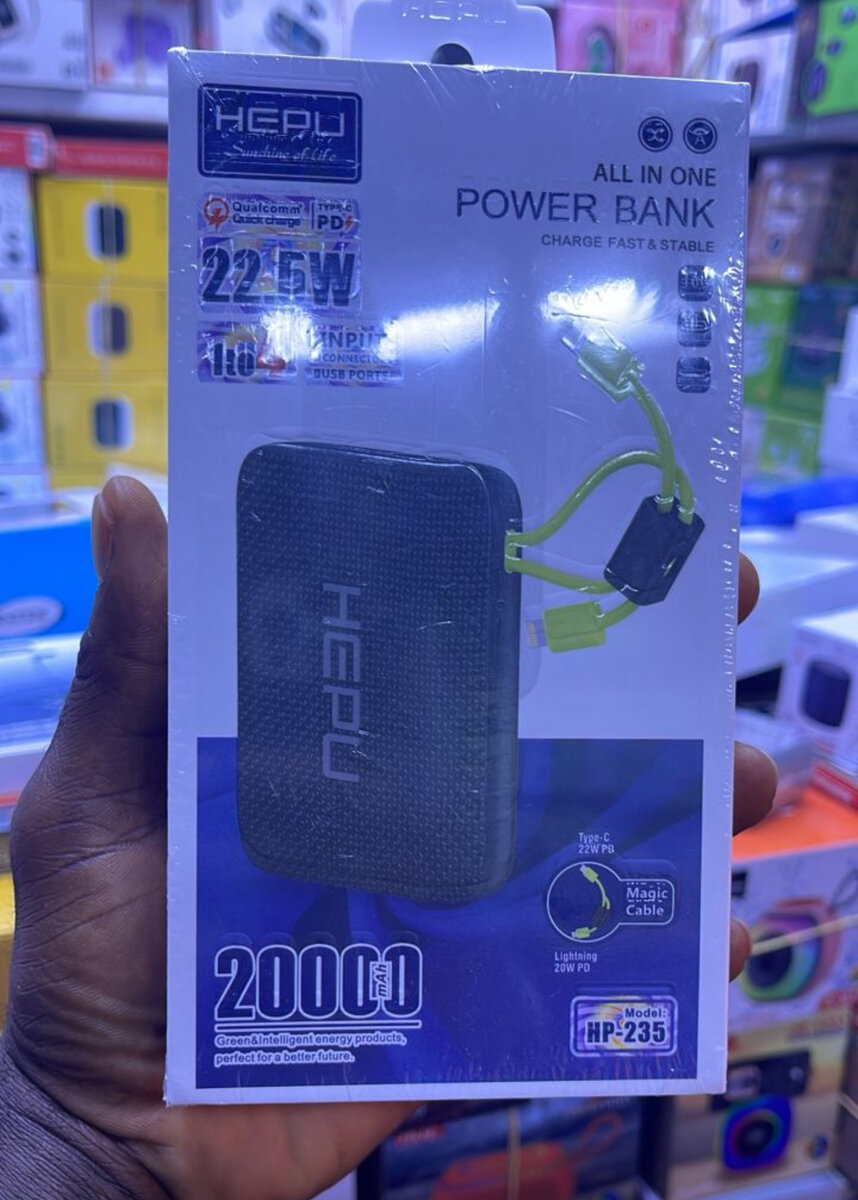 HEPU
Sunshine of life
Qualcomm
Quick charge
TYPE-C
PD
22.5W
1to4
INPUT
CONNECTOR
USB PORTS
ALL IN ONE
POWER BANK
CHARGE FAST & STABLE
HEPU
Type-C
22W PD
Magic
Cable
Lightning
20W PD
20000
mAh
Green&Intelligent energy products,
perfect for a better future.
Model:
HP-235